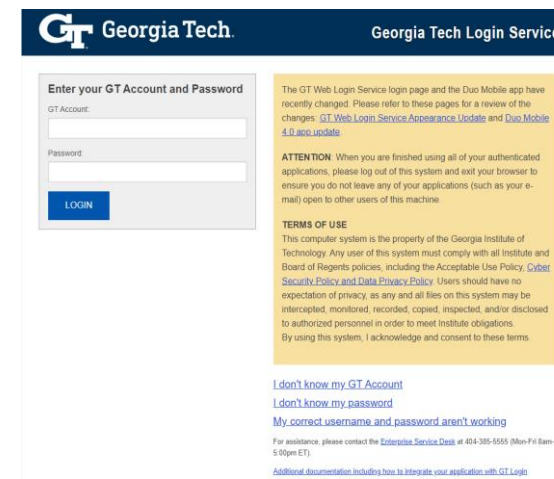 GT Georgia Tech.
Georgia Tech Login Service
Enter your GT Account and Password
GT Account:
Password:
LOGIN
The GT Web Login Service login page and the Duo Mobile app have
recently changed. Please refer to these pages for a review of the
changes: GT Web Login Service Appearance Update and Duo Mobile
4.0 app update.
ATTENTION: When you are finished using all of your authenticated
applications, please log out of this system and exit your browser to
ensure you do not leave any of your applications (such as your e-
mail) open to other users of this machine.
TERMS OF USE
This computer system is the property of the Georgia Institute of
Technology. Any user of this system must comply with all Institute and
Board of Regents policies, including the Acceptable Use Policy, Cyber
Security Policy and Data Privacy Policy. Users should have no
expectation of privacy, as any and all files on this system may be
intercepted, monitored, recorded, copied, inspected, and/or disclosed
to authorized personnel in order to meet Institute obligations.
By using this system, I acknowledge and consent to these terms.
I don't know my GT Account
I don't know my password
My correct username and password aren't working
For assistance, please contact the Enterprise Service Desk at 404-385-5555 (Mon-Fri 8am-
5:00pm ET).
Additional documentation including how to integrate your application with GT Login